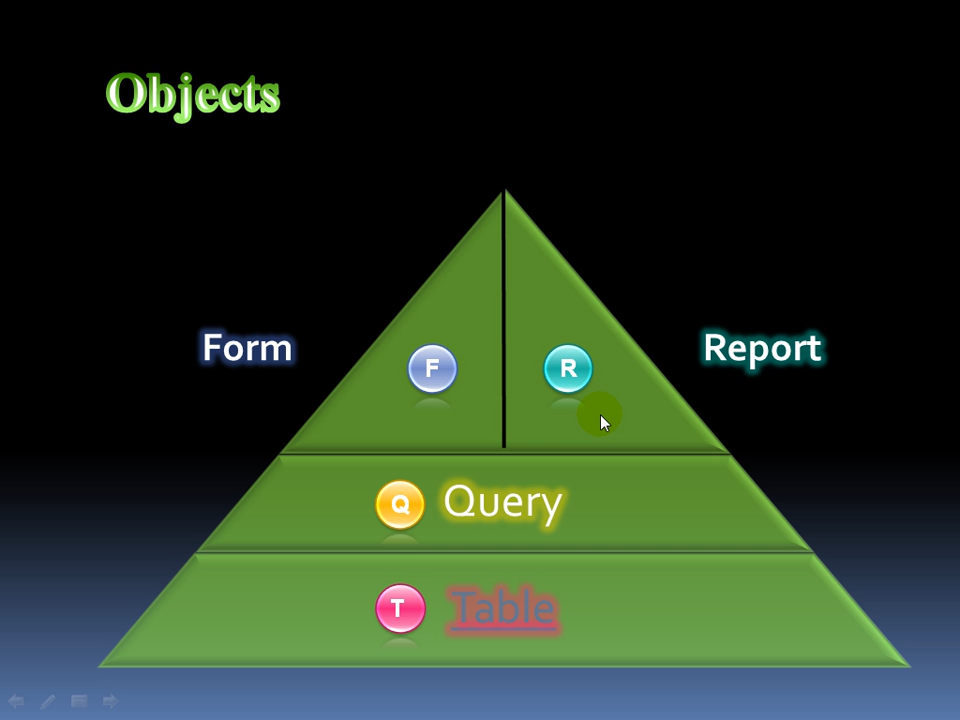 Objects
Form
F
R
Report
Q Query
T Table